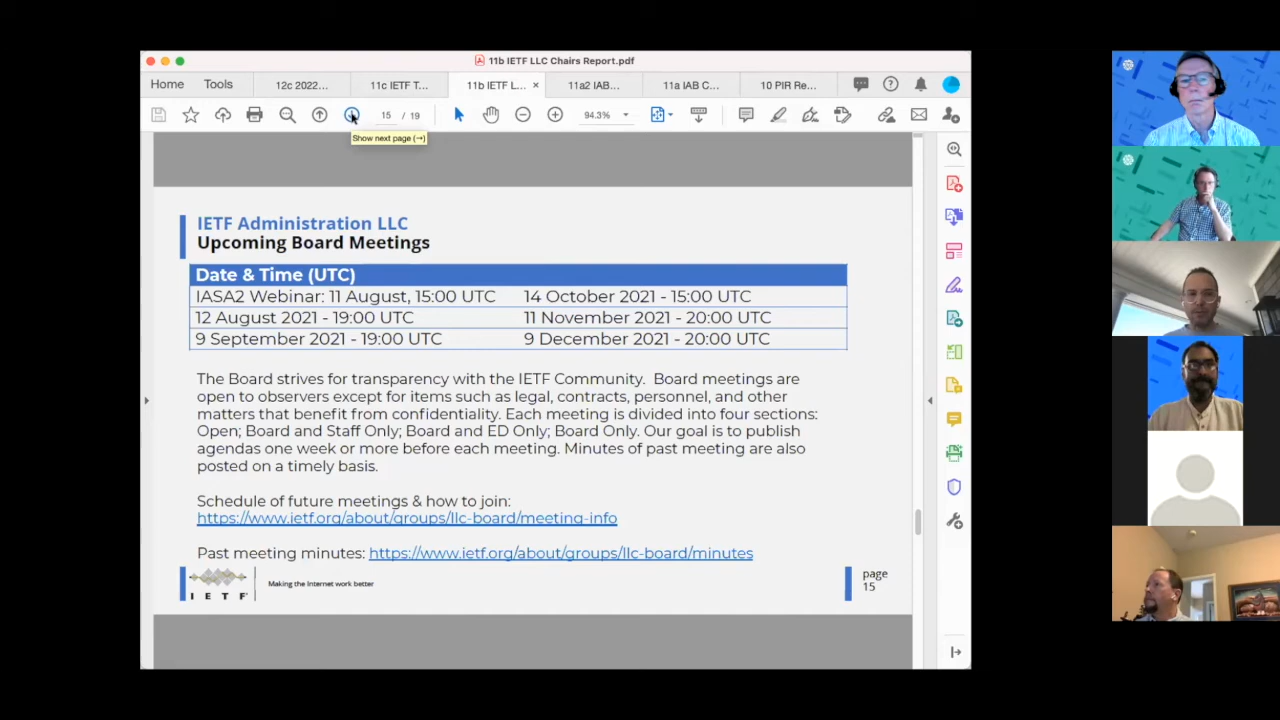 11b IETF LLC Chairs Report.pdf
Home Tools 12c 2022... 11c IETF T... 11b IETF L... × 11a2 IAB... 11a IAB C... 10 PIR Re...
15 / 19 94.3%
Show next page (→)
IETF Administration LLC
Upcoming Board Meetings
Date & Time (UTC)
IASA2 Webinar: 11 August, 15:00 UTC 14 October 2021 - 15:00 UTC
12 August 2021 - 19:00 UTC 11 November 2021 - 20:00 UTC
9 September 2021 - 19:00 UTC 9 December 2021 - 20:00 UTC
The Board strives for transparency with the IETF Community. Board meetings are
open to observers except for items such as legal, contracts, personnel, and other
matters that benefit from confidentiality. Each meeting is divided into four sections:
Open; Board and Staff Only; Board and ED Only; Board Only. Our goal is to publish
agendas one week or more before each meeting. Minutes of past meeting are also
posted on a timely basis.
Schedule of future meetings & how to join:
https://www.ietf.org/about/groups/llc-board/meeting-info
Past meeting minutes: https://www.ietf.org/about/groups/llc-board/minutes
I E T F Making the Internet work better
page
15